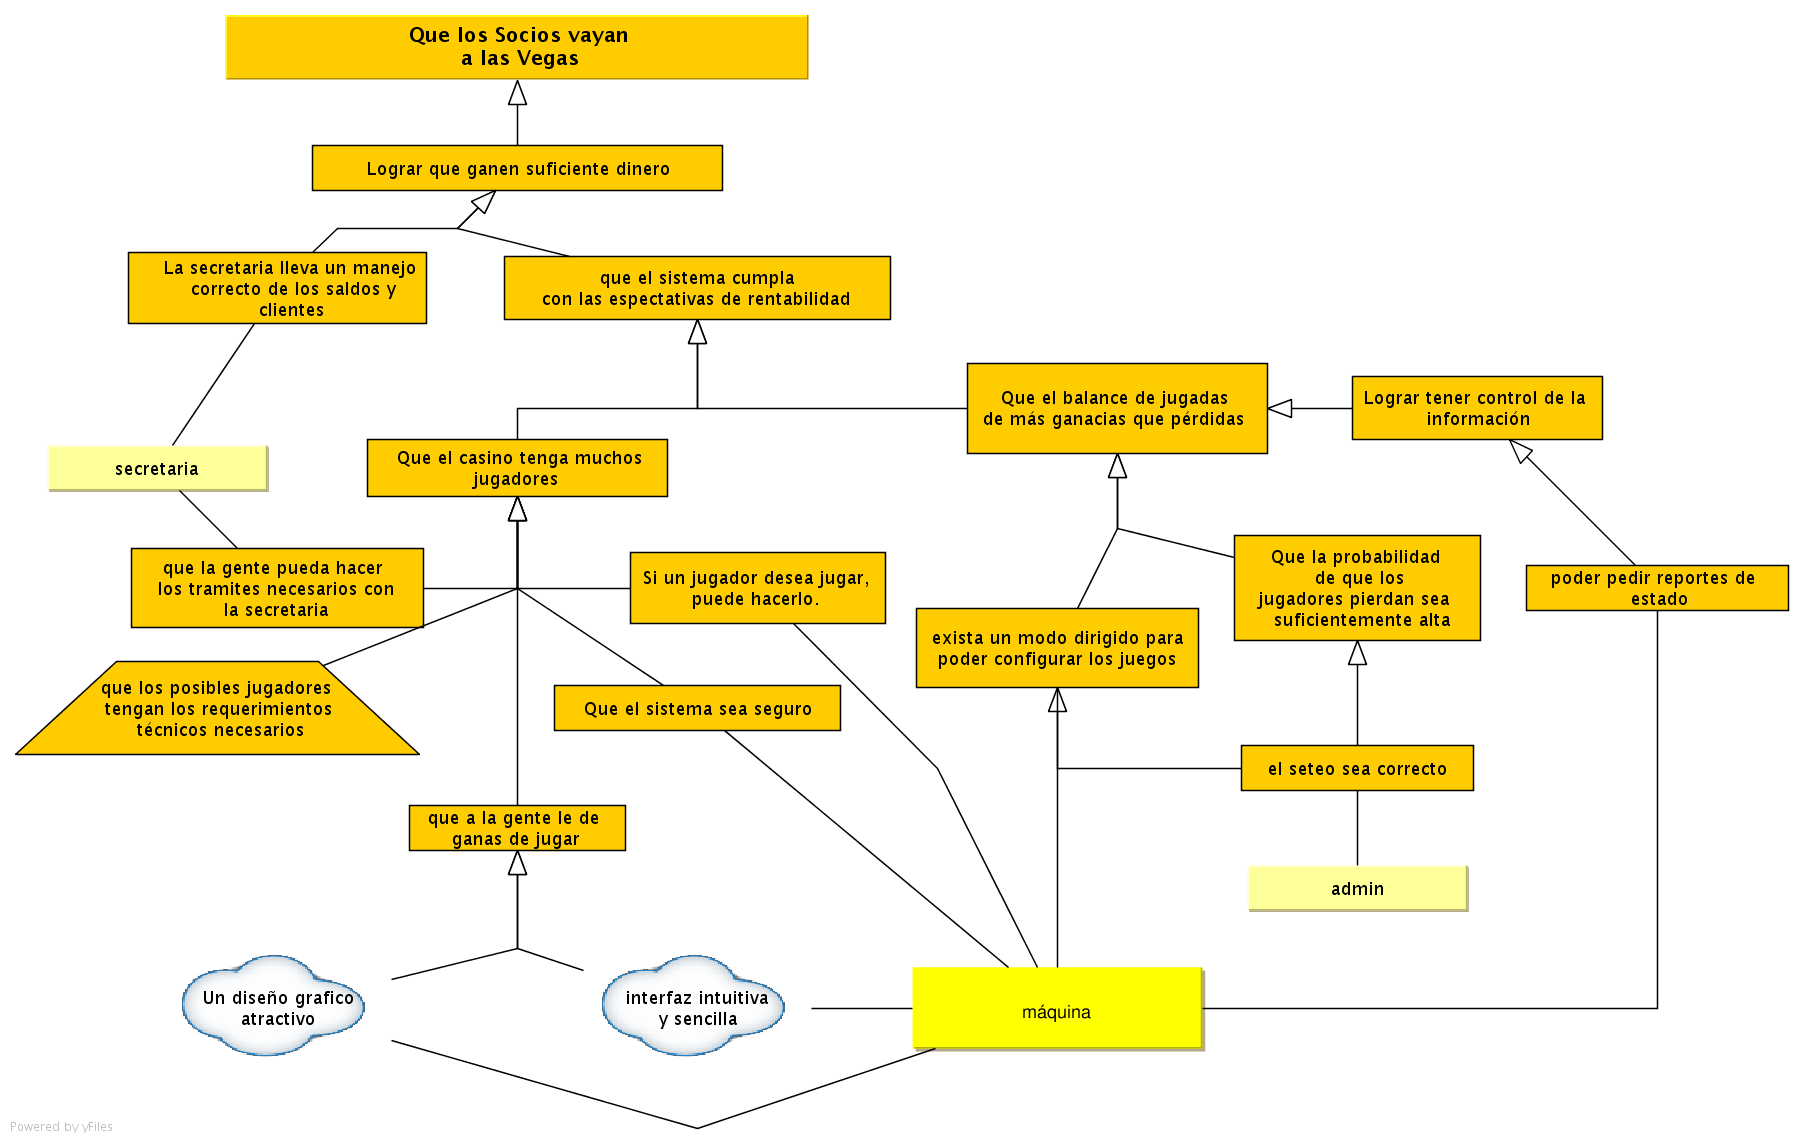 Que los Socios vayan
a las Vegas
Lograr que ganen suficiente dinero
La secretaria lleva un manejo
correcto de los saldos y
clientes
que el sistema cumpla
con las espectativas de rentabilidad
Que el balance de jugadas
de más ganacias que pérdidas
Lograr tener control de la
información
Que el casino tenga muchos
jugadores
secretaria
que la gente pueda hacer
los tramites necesarios con
la secretaria
Si un jugador desea jugar,
puede hacerlo.
Que la probabilidad
de que los
jugadores pierdan sea
suficientemente alta
poder pedir reportes de
estado
exista un modo dirigido para
poder configurar los juegos
que los posibles jugadores
tengan los requerimientos
técnicos necesarios
Que el sistema sea seguro
el seteo sea correcto
que a la gente le de
ganas de jugar
admin
Un diseño grafico
atractivo
interfaz intuitiva
y sencilla
máquina
Powered by yFiles